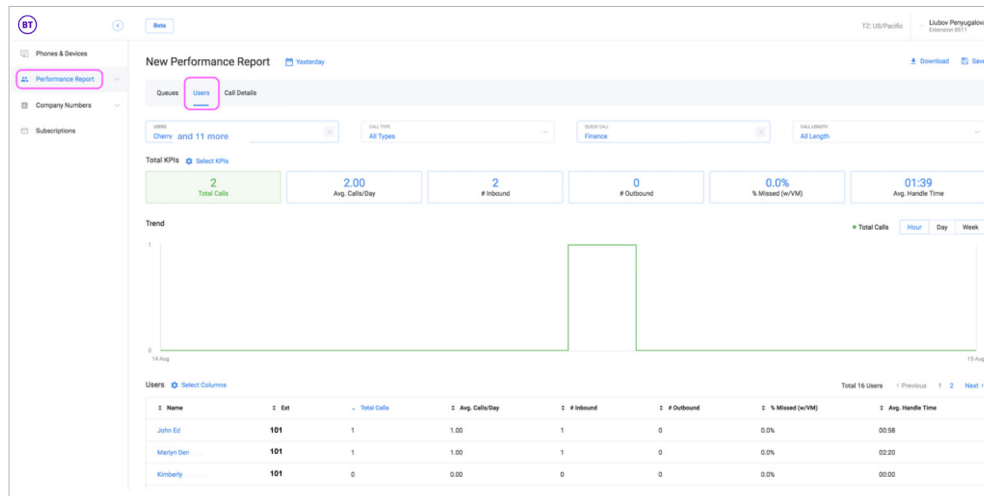 BT
Beta
TZ: US/Pacific
Liubov Penyugalova
Extension 8011
Phones & Devices
Performance Report
Company Numbers
Subscriptions
New Performance Report Yesterday
Download Save
Queues Users Call Details
USERS
Cherry and 11 more
CALL TYPE
All Types
QUEUE CALL
Finance
CALL LENGTH
All Length
Total KPIs Select KPIs
2
Total Calls
2.00
Avg. Calls/Day
2
# Inbound
0
# Outbound
0.0%
% Missed (w/VM)
01:39
Avg. Handle Time
Trend
Total Calls Hour Day Week
1
0
14 Aug 15 Aug
Users Select Columns
Total 16 Users Previous 1 2 Next
Name Ext Total Calls Avg. Calls/Day # Inbound # Outbound % Missed (w/VM) Avg. Handle Time
John Ed 101 1 1.00 1 0 0.0% 00:58
Marlyn Den 101 1 1.00 1 0 0.0% 02:20
Kimberly 101 0 0.00 0 0 0.0% 00:00